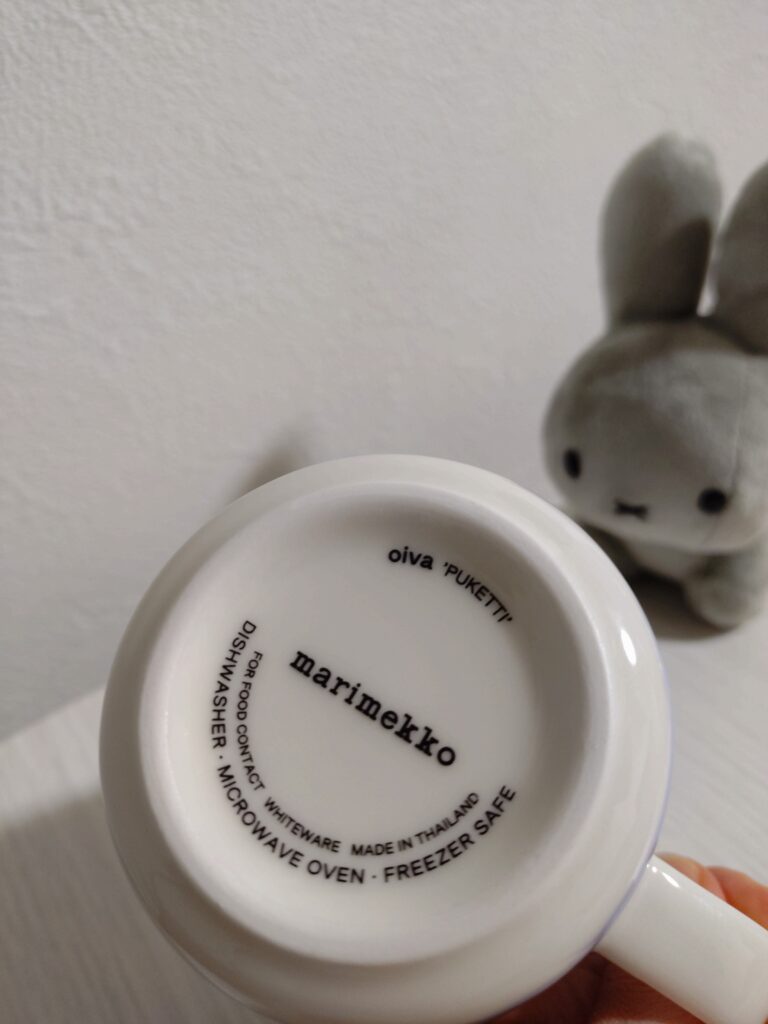 oiva 'PUKETTI'
marimekko
FOR FOOD CONTACT WHITEWARE MADE IN THAILAND
DISHWASHER · MICROWAVE OVEN · FREEZER SAFE